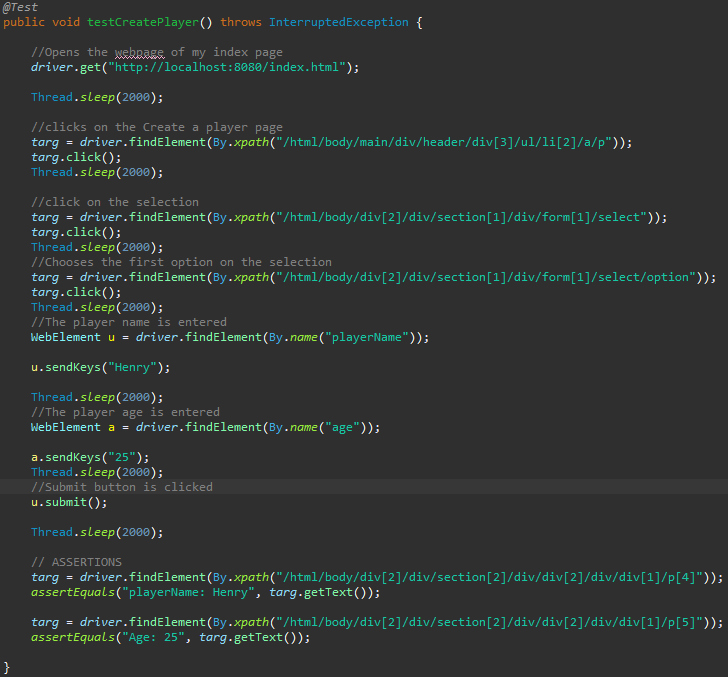 @Test
public void testCreatePlayer() throws InterruptedException {
//Opens the webpage of my index page
driver.get("http://localhost:8080/index.html");
Thread.sleep(2000);
//clicks on the Create a player page
targ = driver.findElement(By.xpath("/html/body/main/div/header/div[3]/ul/li[2]/a/p"));
targ.click();
Thread.sleep(2000);
//click on the selection
targ = driver.findElement(By.xpath("/html/body/div[2]/div/section[1]/div/form[1]/select"));
targ.click();
Thread.sleep(2000);
//Chooses the first option on the selection
targ = driver.findElement(By.xpath("/html/body/div[2]/div/section[1]/div/form[1]/select/option"));
targ.click();
Thread.sleep(2000);
//The player name is entered
WebElement u = driver.findElement(By.name("playerName"));
u.sendKeys("Henry");
Thread.sleep(2000);
//The player age is entered
WebElement a = driver.findElement(By.name("age"));
a.sendKeys("25");
Thread.sleep(2000);
//Submit button is clicked
u.submit();
Thread.sleep(2000);
// ASSERTIONS
targ = driver.findElement(By.xpath("/html/body/div[2]/div/section[2]/div/div[2]/div/div[1]/p[4]"));
assertEquals("playerName: Henry", targ.getText());
targ = driver.findElement(By.xpath("/html/body/div[2]/div/section[2]/div/div[2]/div/div[1]/p[5]"));
assertEquals("Age: 25", targ.getText());
}